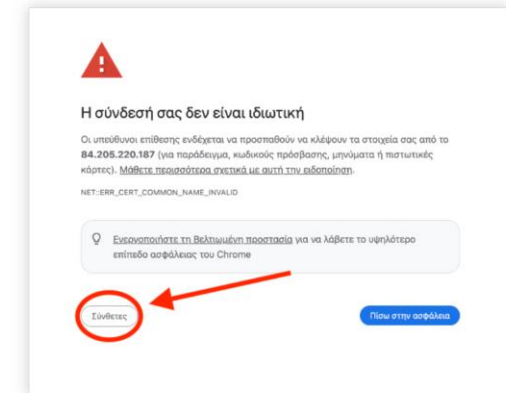 Η σύνδεσή σας δεν είναι ιδιωτική
Οι υπεύθυνοι επίθεσης ενδέχεται να προσπαθούν να κλέψουν τα στοιχεία σας από το
84.205.220.187 (για παράδειγμα, κωδικούς πρόσβασης, μηνύματα ή πιστωτικές
κάρτες). Μάθετε περισσότερα σχετικά με αυτή την ειδοποίηση.
NET::ERR_CERT_COMMON_NAME_INVALID
Ενεργοποιήστε τη Βελτιωμένη προστασία για να λάβετε το υψηλότερο
επίπεδο ασφάλειας του Chrome
Σύνθετες
Πίσω στην ασφάλεια